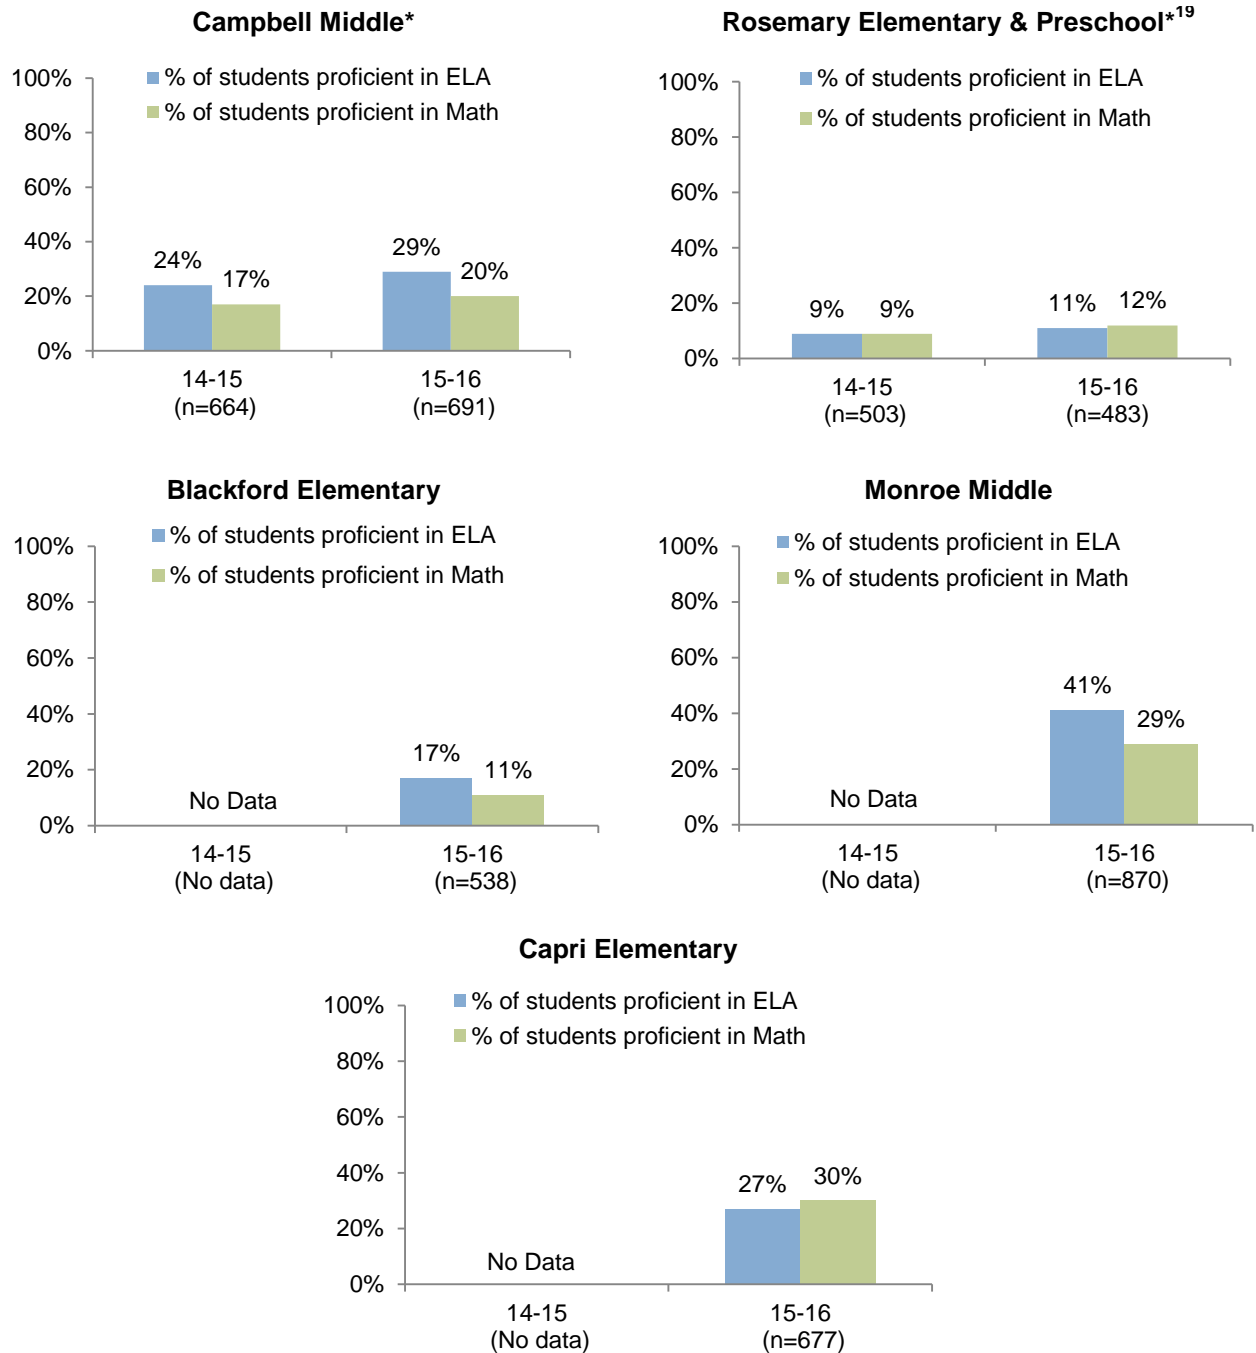 Campbell Middle*
% of students proficient in ELA
% of students proficient in Math
100%
80%
60%
40%
20%
0%
24%
17%
29%
20%
14-15
(n=664)
15-16
(n=691)
Rosemary Elementary & Preschool*19
% of students proficient in ELA
% of students proficient in Math
100%
80%
60%
40%
20%
0%
9%
9%
11%
12%
14-15
(n=503)
15-16
(n=483)
Blackford Elementary
% of students proficient in ELA
% of students proficient in Math
100%
80%
60%
40%
20%
0%
No Data
17%
11%
14-15
(No data)
15-16
(n=538)
Monroe Middle
% of students proficient in ELA
% of students proficient in Math
100%
80%
60%
40%
20%
0%
No Data
41%
29%
14-15
(No data)
15-16
(n=870)
Capri Elementary
% of students proficient in ELA
% of students proficient in Math
100%
80%
60%
40%
20%
0%
No Data
27%
30%
14-15
(No data)
15-16
(n=677)